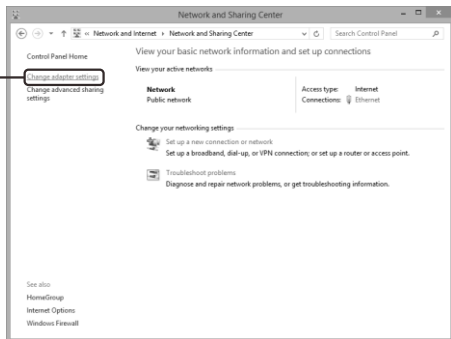 Network and Sharing Center
« Network and Internet › Network and Sharing Center
Search Control Panel
Control Panel Home
Change adapter settings
Change advanced sharing
settings
View your basic network information and set up connections
View your active networks
Network
Public network
Access type: Internet
Connections: Ethernet
Change your networking settings
Set up a new connection or network
Set up a broadband, dial-up, or VPN connection; or set up a router or access point.
Troubleshoot problems
Diagnose and repair network problems, or get troubleshooting information.
See also
HomeGroup
Internet Options
Windows Firewall